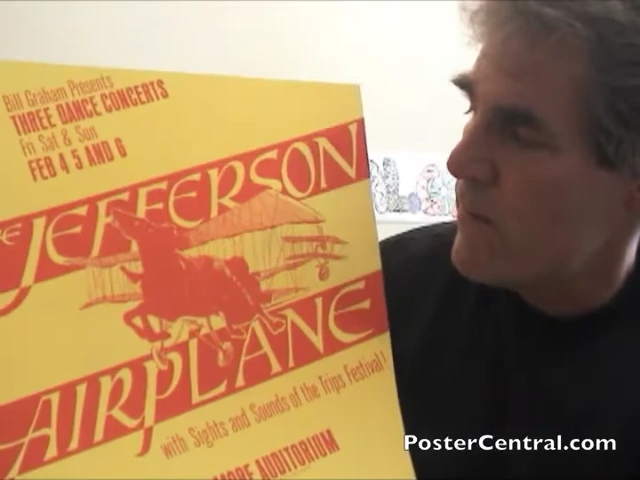 Bill Graham Presents
THREE DANCE CONCERTS
Fri Sat & Sun
FEB 4 5 AND 6
JEFFERSON
AIRPLANE
with Sights and Sounds of the Trips Festival!
AUDITORIUM
PosterCentral.com